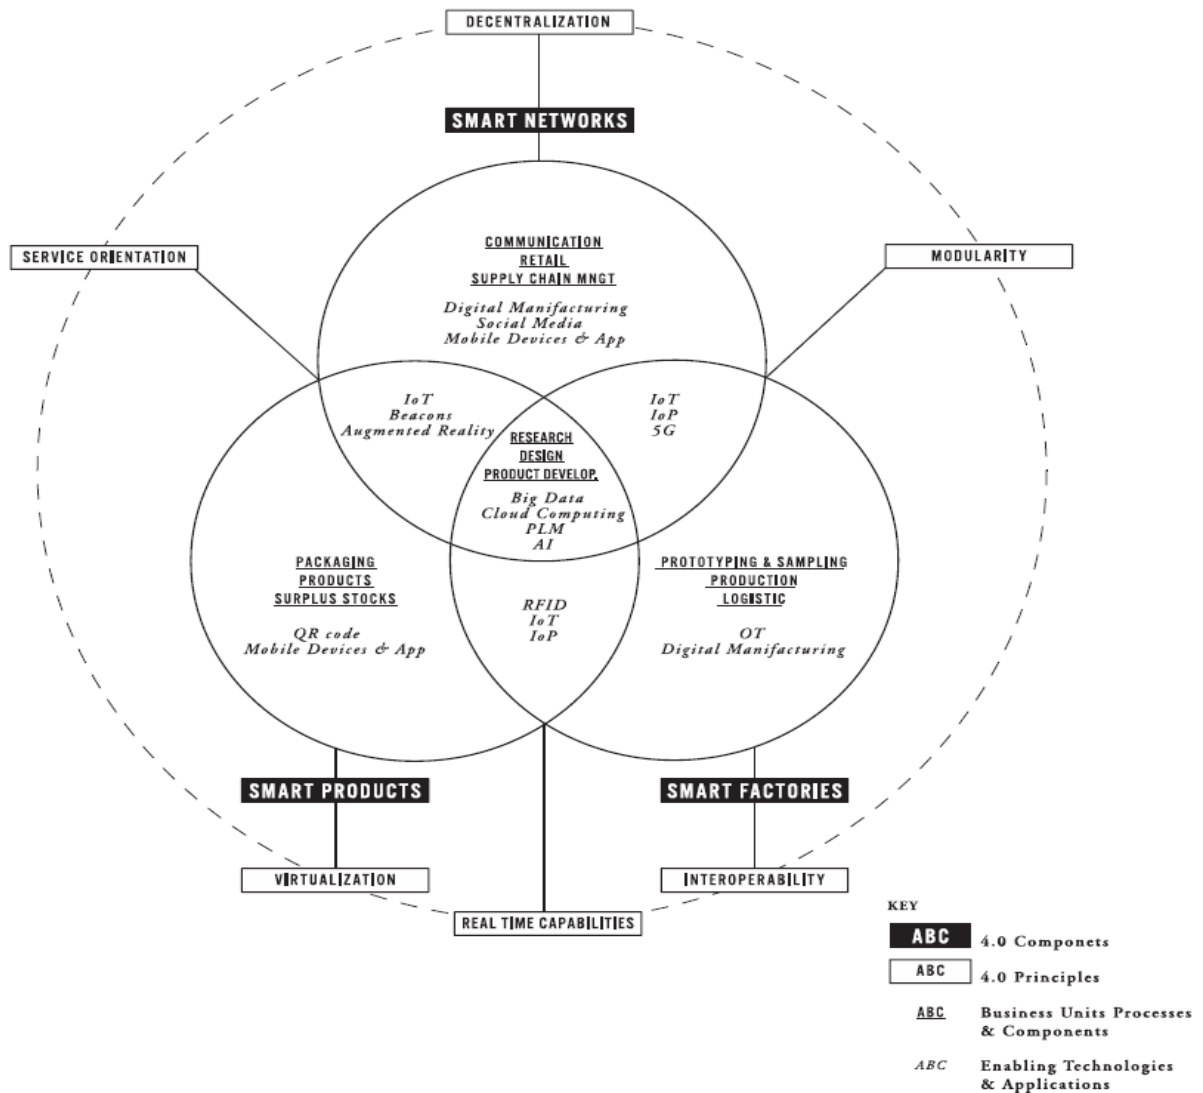 DECENTRALIZATION
SMART NETWORKS
SERVICE ORIENTATION
MODULARITY
COMMUNICATION
RETAIL
SUPPLY CHAIN MNGT
Digital Manifacturing
Social Media
Mobile Devices & App
IoT
Beacons
Augmented Reality
IoT
IoP
5G
RESEARCH
DESIGN
PRODUCT DEVELOP.
Big Data
Cloud Computing
PLM
AI
PACKAGING
PRODUCTS
SURPLUS STOCKS
QR code
Mobile Devices & App
RFID
IoT
IoP
PROTOTYPING & SAMPLING
PRODUCTION
LOGISTIC
OT
Digital Manifacturing
SMART PRODUCTS
SMART FACTORIES
VIRTUALIZATION
INTEROPERABILITY
REAL TIME CAPABILITIES
KEY
ABC 4.0 Componets
ABC 4.0 Principles
ABC Business Units Processes
& Components
ABC Enabling Technologies
& Applications